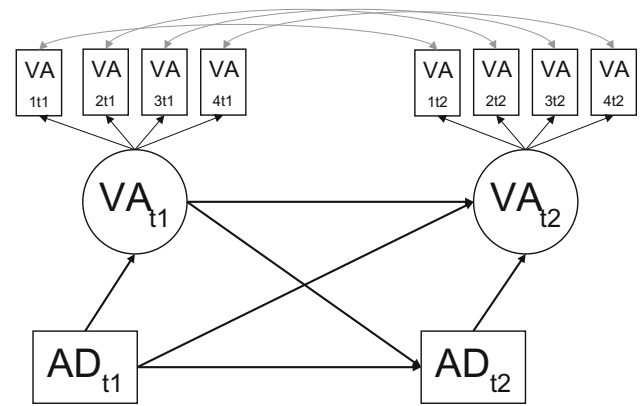 VA VA VA VA VA VA VA VA
1t1 2t1 3t1 4t1 1t2 2t2 3t2 4t2
VAt1 VAt2
ADt1 ADt2